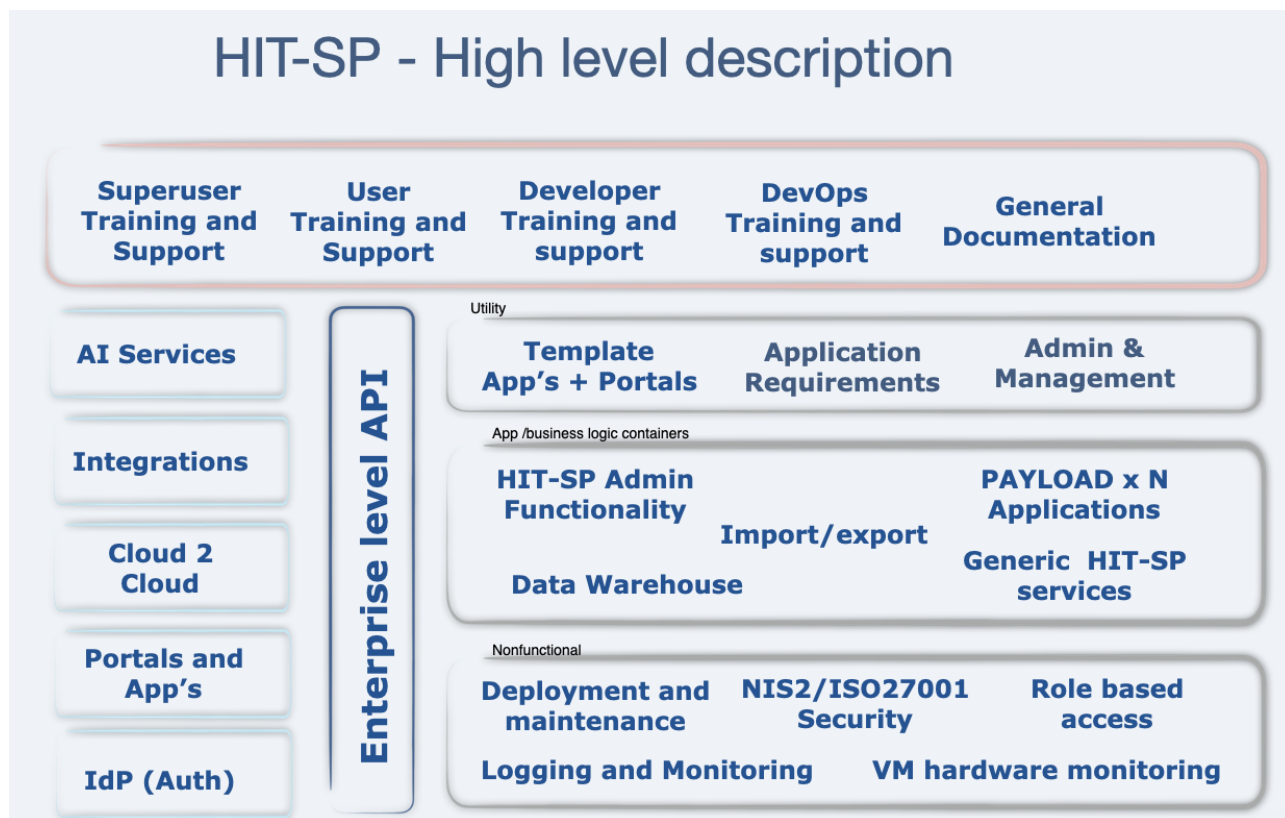 HIT-SP - High level description
Superuser
Training and
Support
User
Training and
Support
Developer
Training and
support
DevOps
Training and
support
General
Documentation
AI Services
Integrations
Cloud 2
Cloud
Portals and
App’s
IdP (Auth)
Enterprise level API
Utility
Template
App’s + Portals
Application
Requirements
Admin &
Management
App /business logic containers
HIT-SP Admin
Functionality
Import/export
PAYLOAD x N
Applications
Data Warehouse
Generic  HIT-SP
services
Nonfunctional
Deployment and
maintenance
NIS2/ISO27001
Security
Role based
access
Logging and Monitoring
VM hardware monitoring